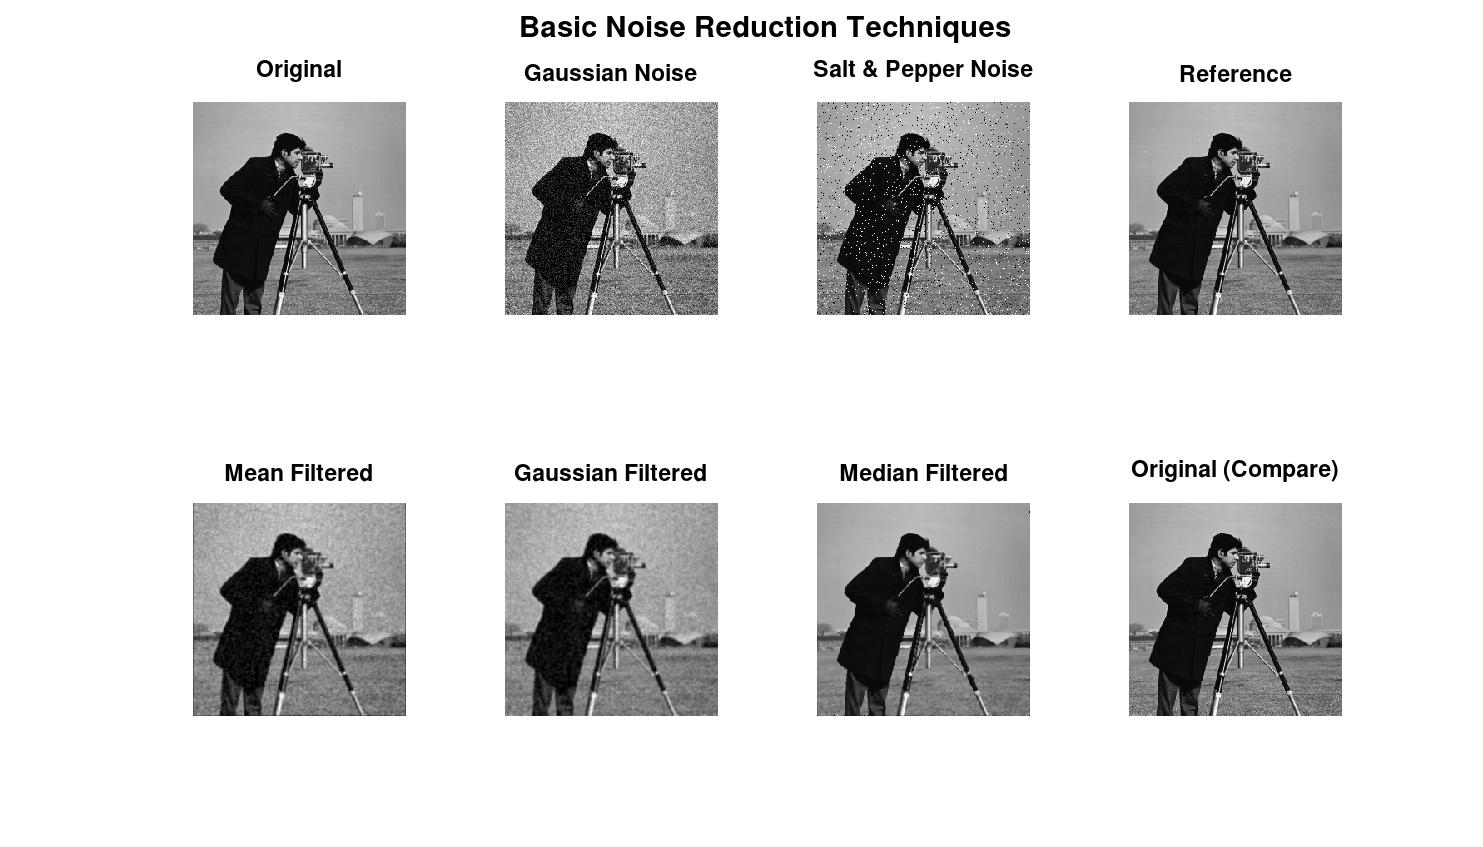 Basic Noise Reduction Techniques
Original
Gaussian Noise
Salt & Pepper Noise
Reference
Mean Filtered
Gaussian Filtered
Median Filtered
Original (Compare)